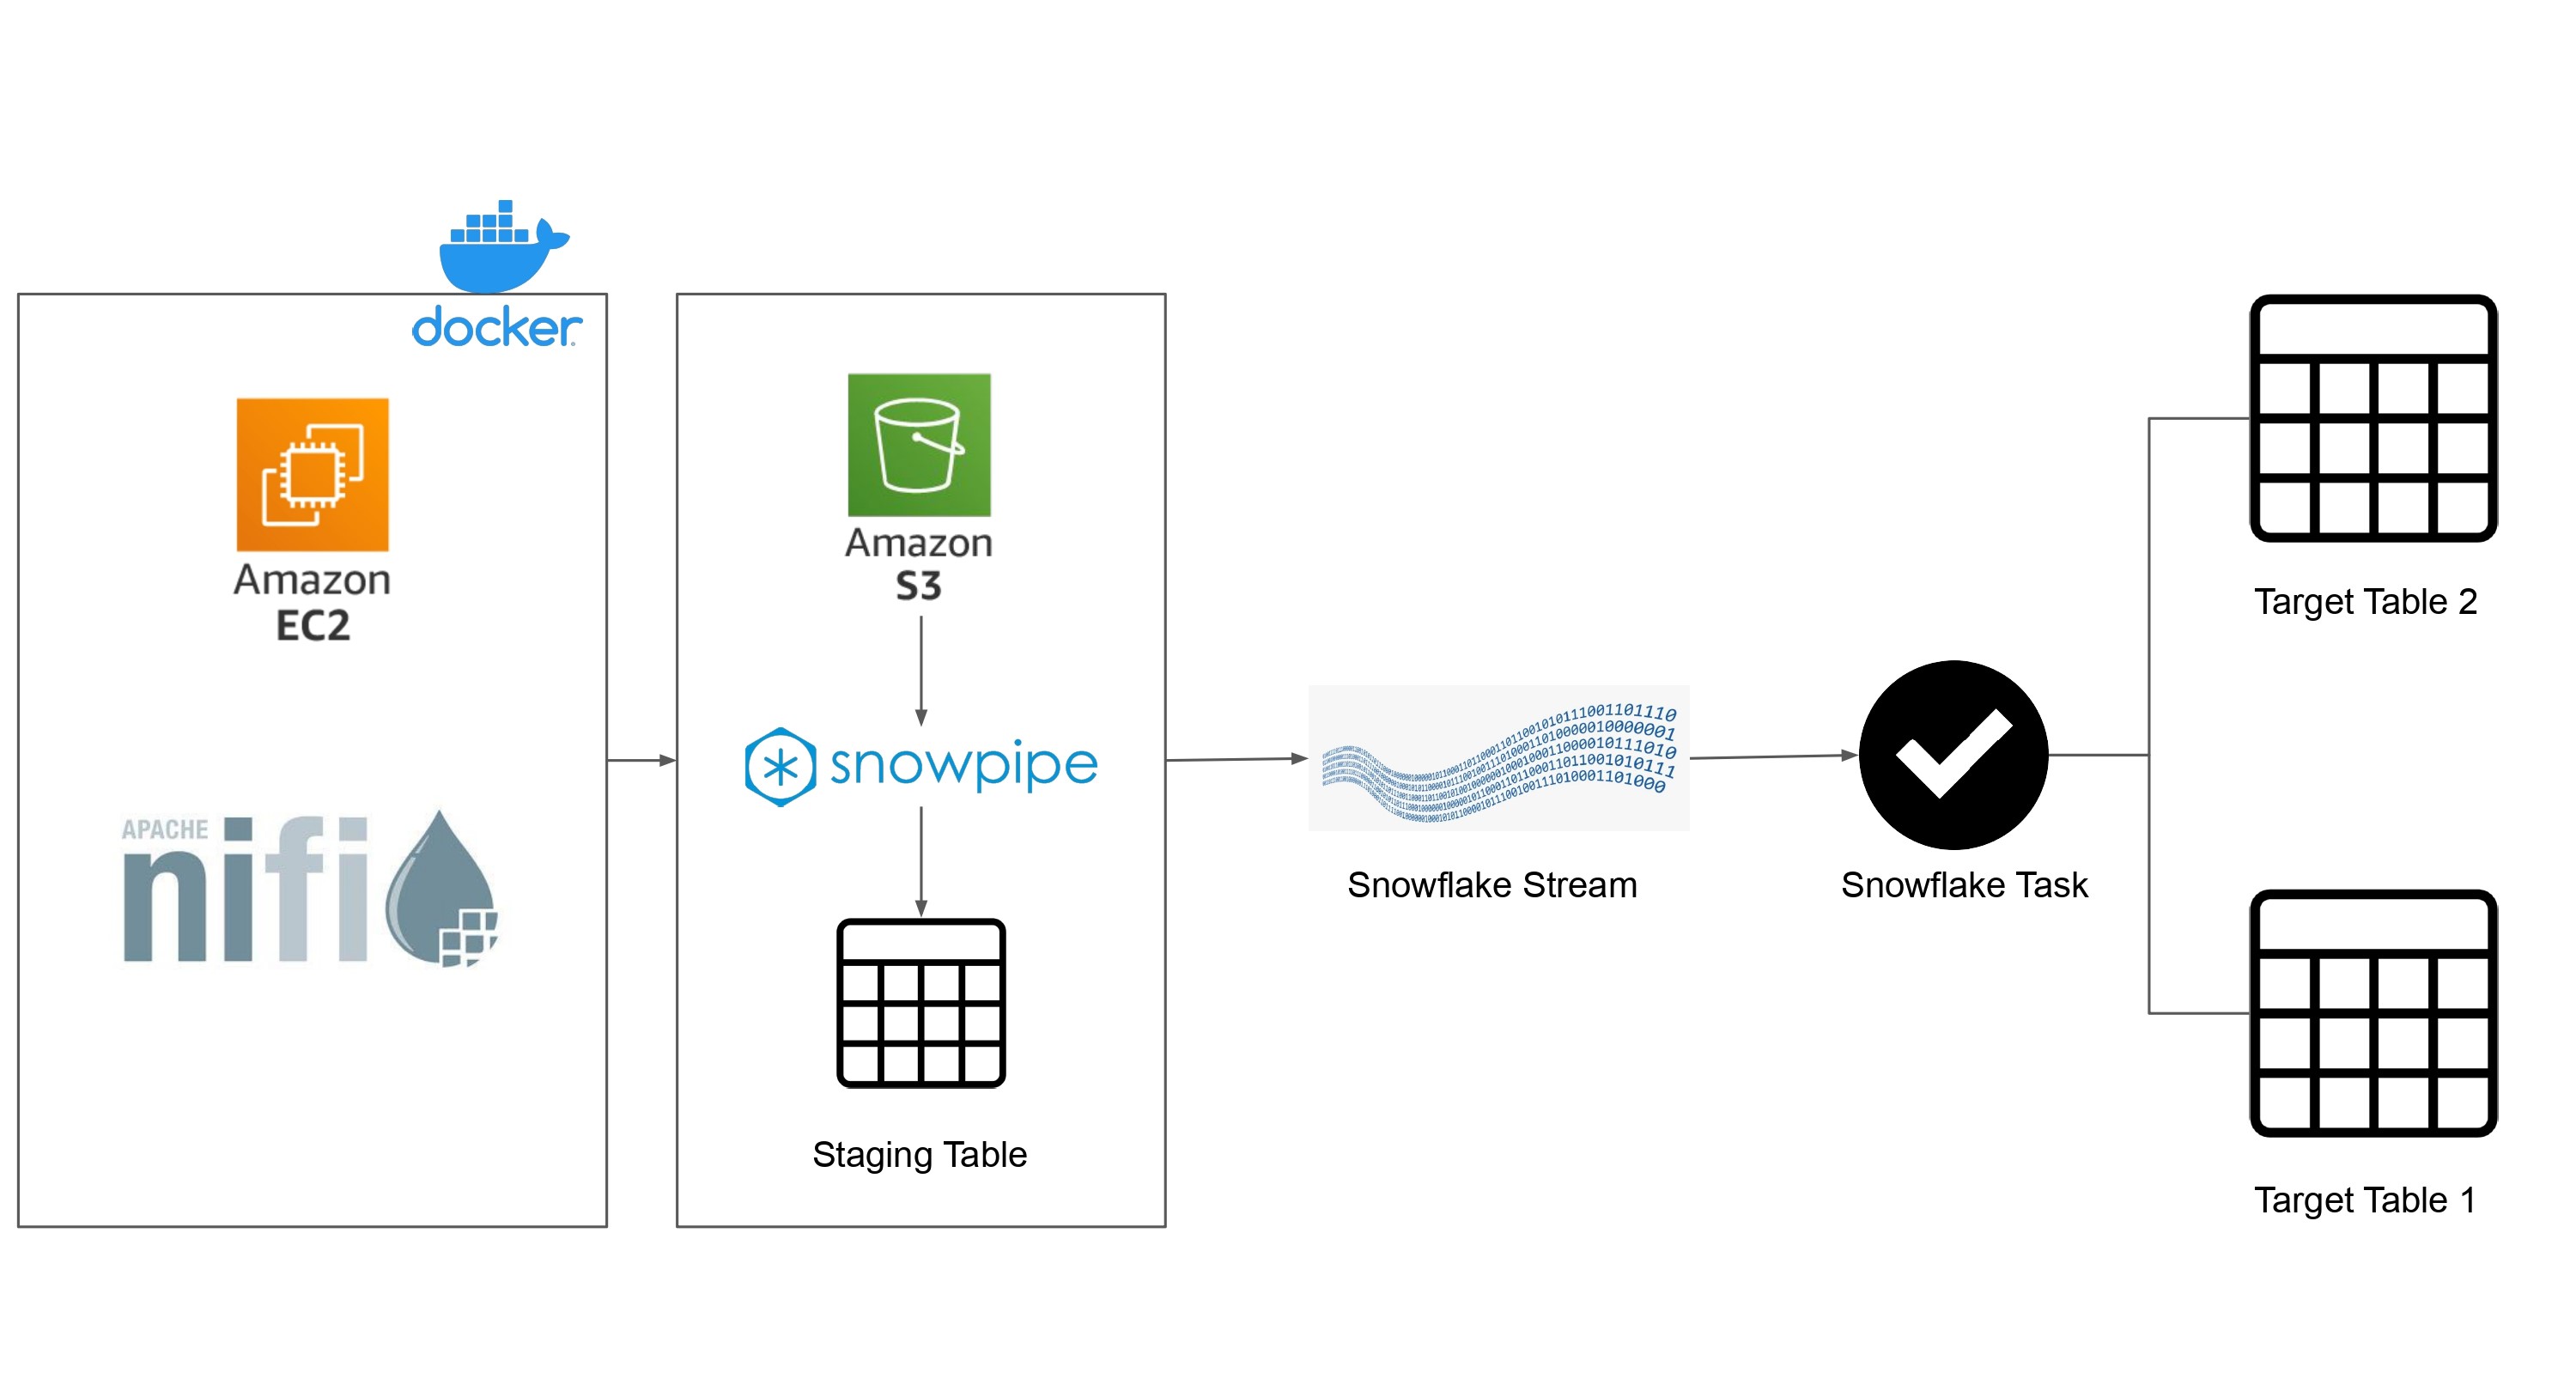 docker
Amazon
EC2
APACHE
nifi
Amazon
S3
snowpipe
Staging Table
Snowflake Stream
Snowflake Task
Target Table 2
Target Table 1